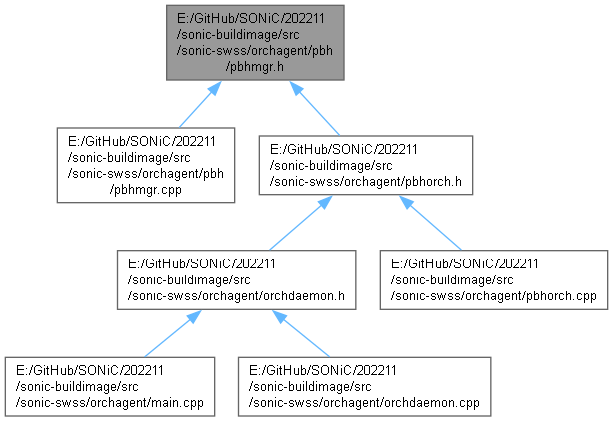 E:/GitHub/SONiC/202211
/sonic-buildimage/src
/sonic-swss/orchagent/pbh
/pbhmgr.h
E:/GitHub/SONiC/202211
/sonic-buildimage/src
/sonic-swss/orchagent/pbh
/pbhmgr.cpp
E:/GitHub/SONiC/202211
/sonic-buildimage/src
/sonic-swss/orchagent/pbhorch.h
E:/GitHub/SONiC/202211
/sonic-buildimage/src
/sonic-swss/orchagent/orchdaemon.h
E:/GitHub/SONiC/202211
/sonic-buildimage/src
/sonic-swss/orchagent/pbhorch.cpp
E:/GitHub/SONiC/202211
/sonic-buildimage/src
/sonic-swss/orchagent/main.cpp
E:/GitHub/SONiC/202211
/sonic-buildimage/src
/sonic-swss/orchagent/orchdaemon.cpp